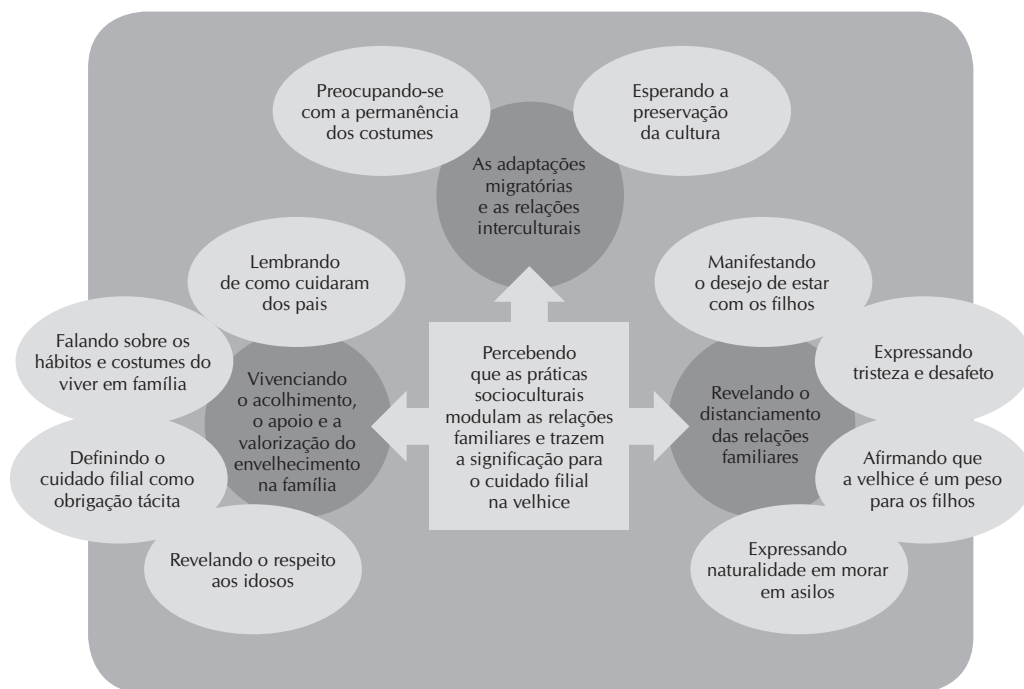 Preocupando-se
com a permanência
dos costumes
Esperando a
preservação
da cultura
As adaptações
migratórias
e as relações
interculturais
Lembrando
de como cuidaram
dos pais
Manifestando
o desejo de estar
com os filhos
Falando sobre os
hábitos e costumes do
viver em família
Vivenciando
o acolhimento,
o apoio e a
valorização do
envelhecimento
na família
Percebendo
que as práticas
socioculturais
modulam as relações
familiares e trazem
a significação para
o cuidado filial
na velhice
Revelando o
distanciamento
das relações
familiares
Expressando
tristeza e desafeto
Definindo o
cuidado filial como
obrigação tácita
Afirmando que
a velhice é um peso
para os filhos
Revelando o respeito
aos idosos
Expressando
naturalidade em morar
em asilos